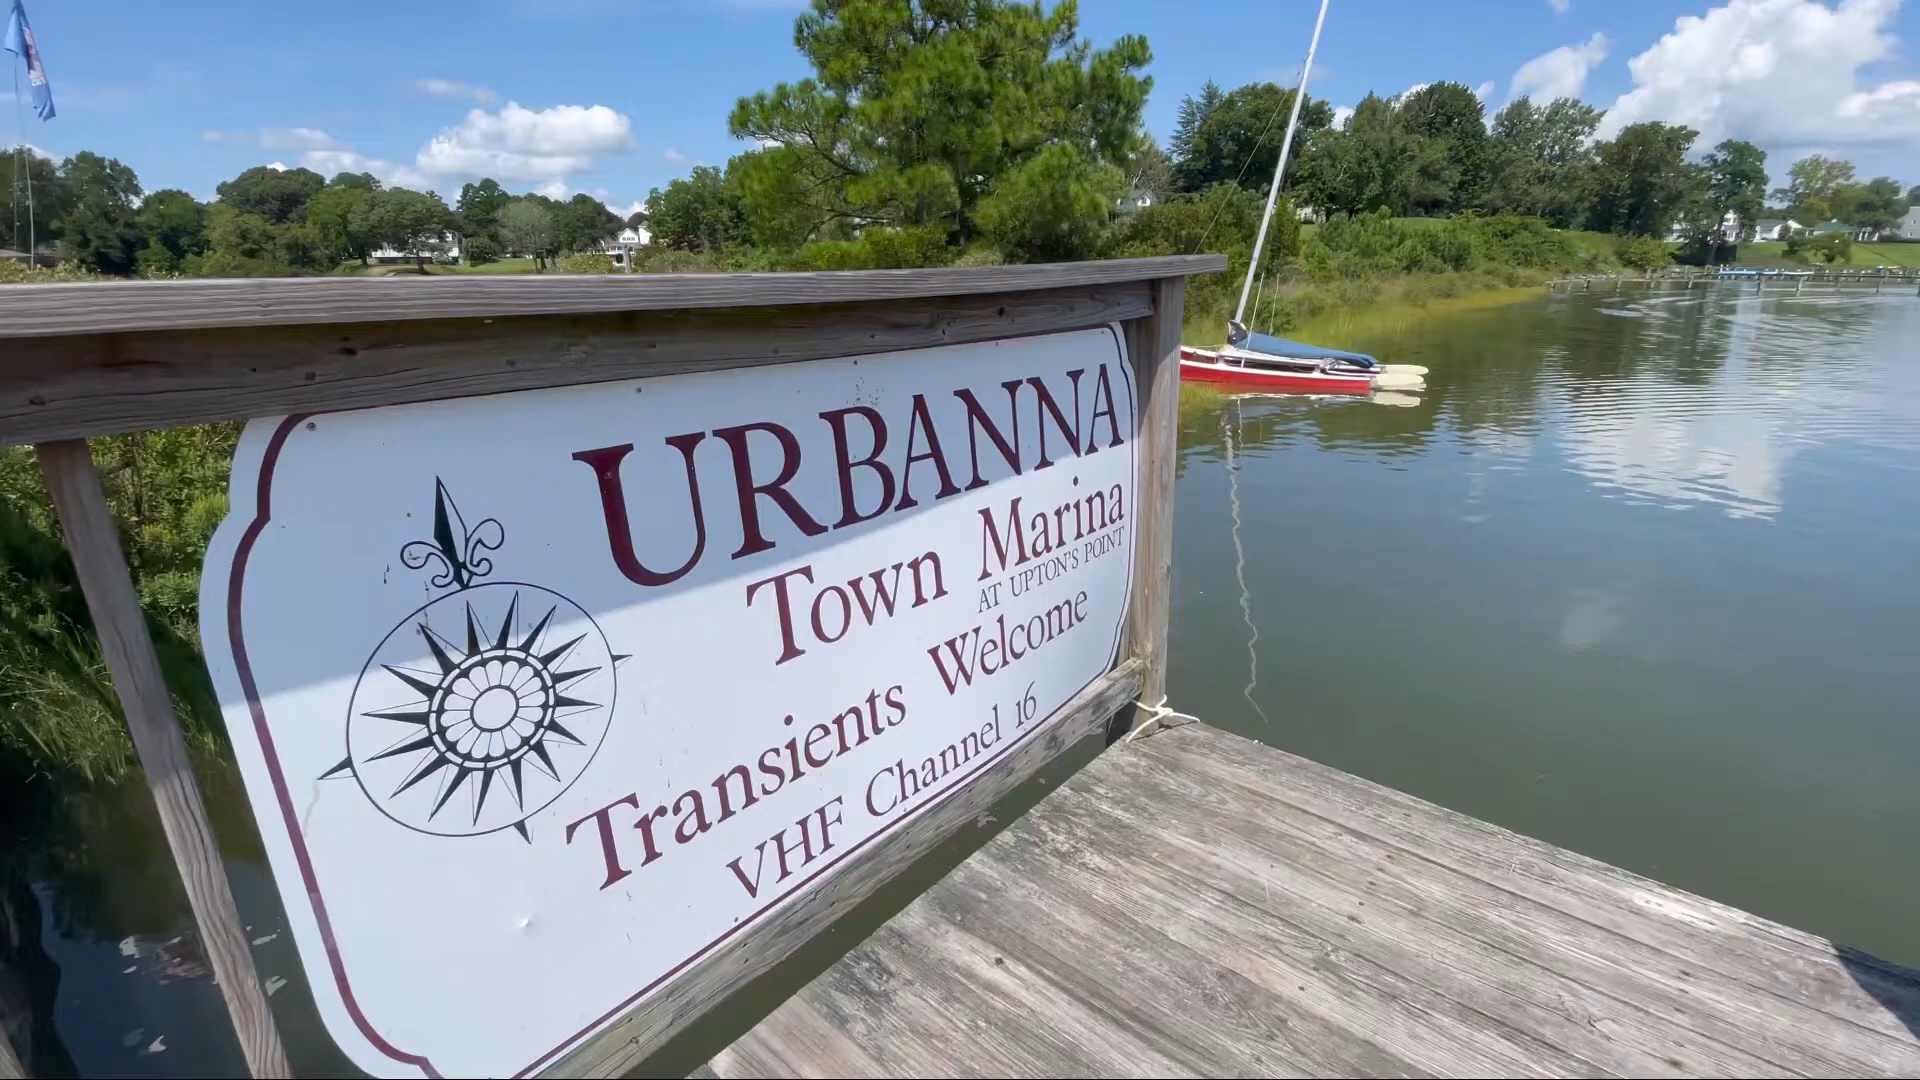 URBANNA
Town Marina
AT UPTON'S POINT
Transients Welcome
VHF Channel 16